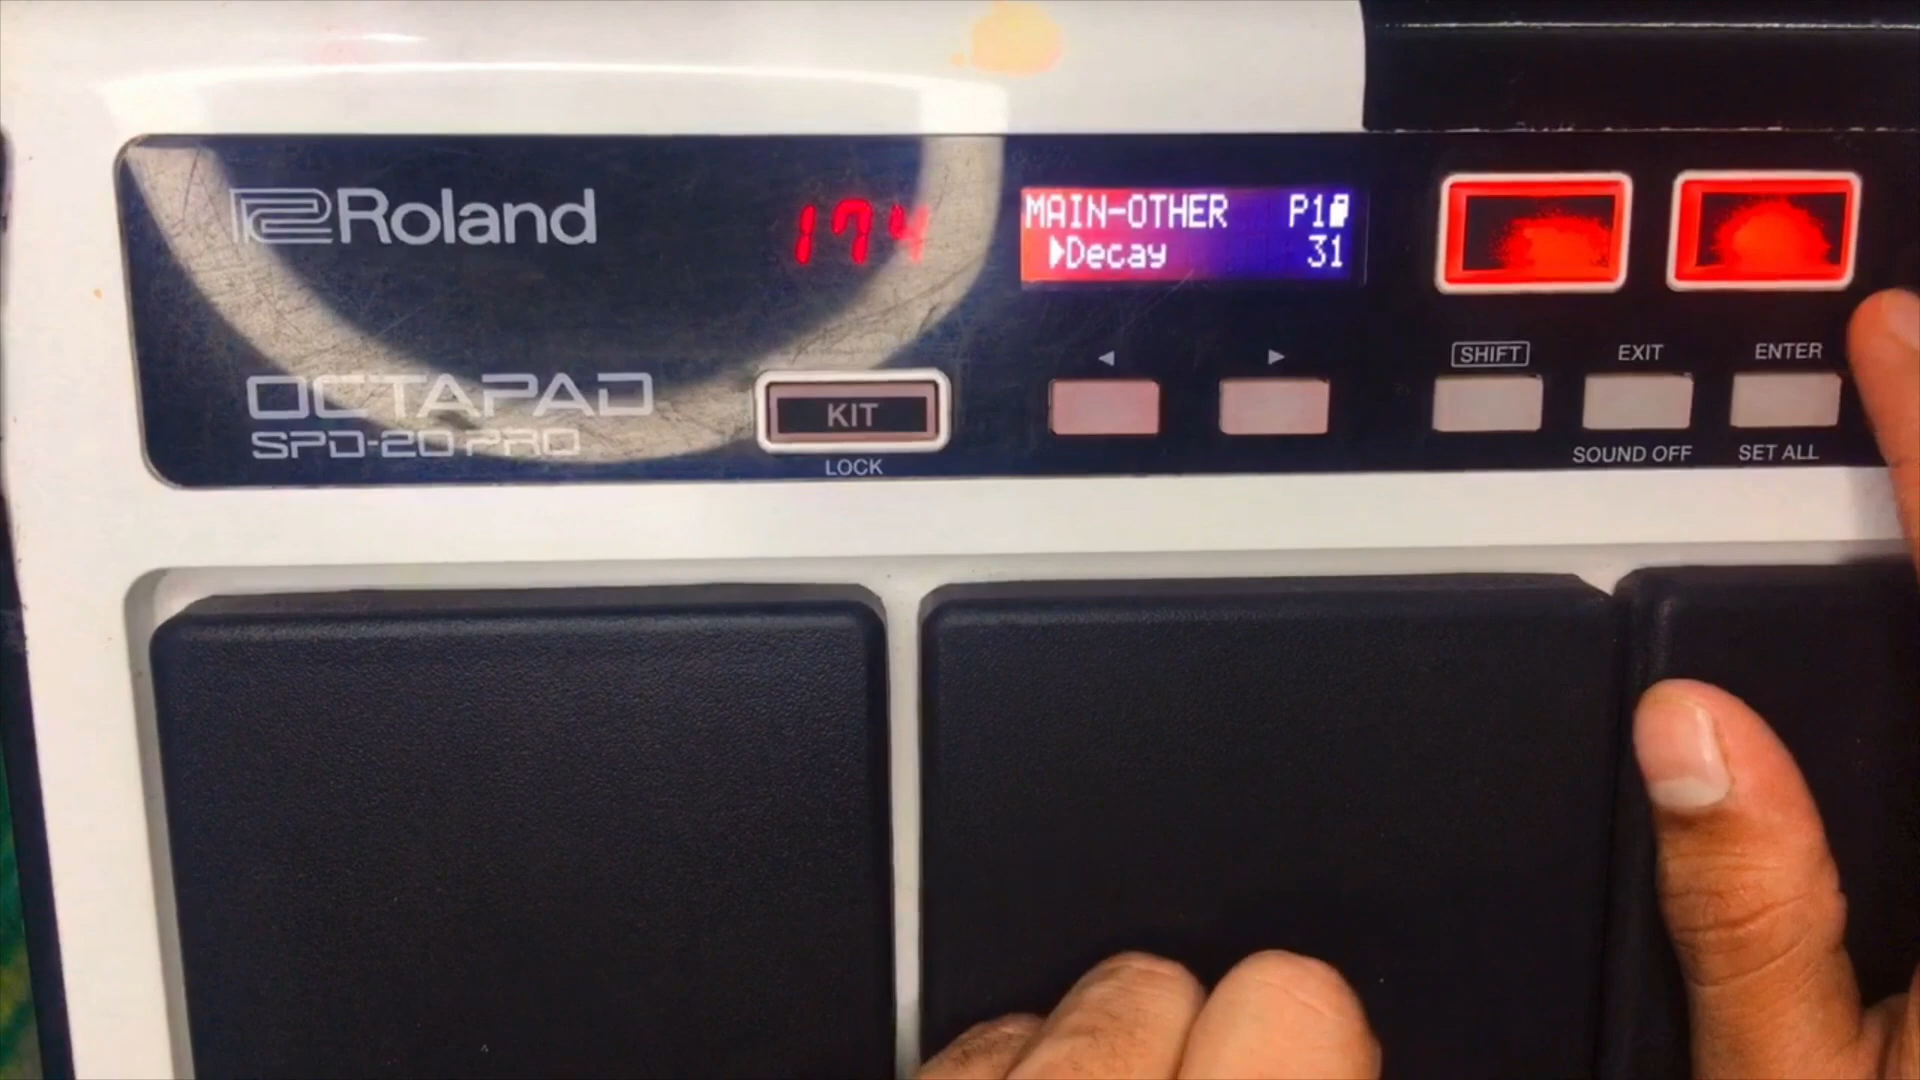 Roland
174
MAIN-OTHER P1
Decay 31
OCTAPAD
SPD-20 PRO
KIT
LOCK
SHIFT
EXIT
ENTER
SOUND OFF
SET ALL